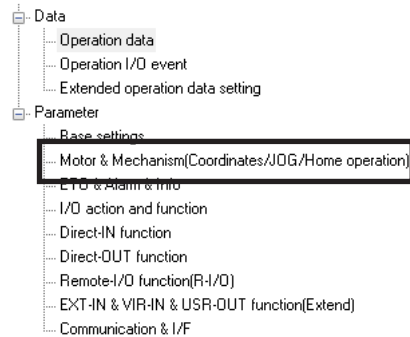 Data
Operation data
Operation I/O event
Extended operation data setting
Parameter
Base settings
Motor & Mechanism(Coordinates/JOG/Home operation)
ETO & Alarm & Info
I/O action and function
Direct-IN function
Direct-OUT function
Remote-I/O function(R-I/O)
EXT-IN & VIR-IN & USR-OUT function(Extend)
Communication & I/F